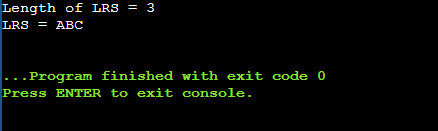 Length of LRS = 3
LRS = ABC
...Program finished with exit code 0
Press ENTER to exit console.